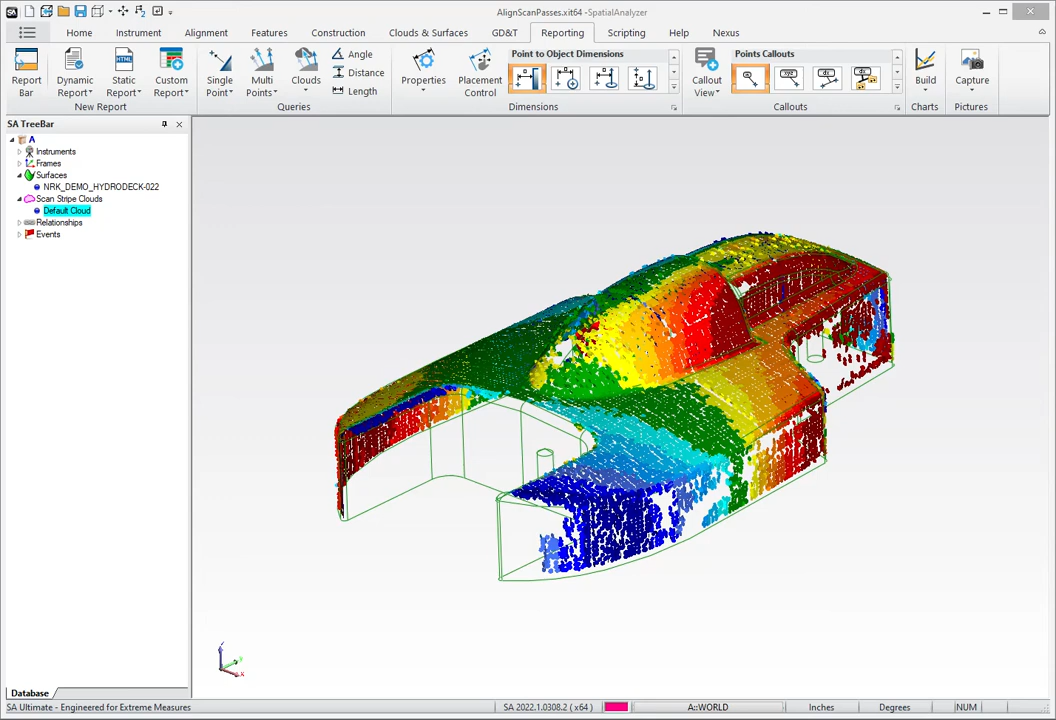 SA
AlignScanPasses.xit64 -SpatialAnalyzer
Home Instrument Alignment Features Construction Clouds & Surfaces GD&T Reporting Scripting Help Nexus
Report Bar
Dynamic Report
HTML
Static Report
Custom Report
New Report
Single Point
Multi Points
Clouds
Angle
Distance
Length
Queries
Properties
Placement Control
Point to Object Dimensions
Dimensions
Callout View
Points Callouts
Callouts
Build
Charts
Capture
Pictures
SA TreeBar
A
Instruments
Frames
Surfaces
NRK_DEMO_HYDRODECK-022
Scan Stripe Clouds
Default Cloud
Relationships
Events
Database
SA Ultimate - Engineered for Extreme Measures
SA 2022.1.0308.2 ( x64 )
A::WORLD
Inches
Degrees
NUM